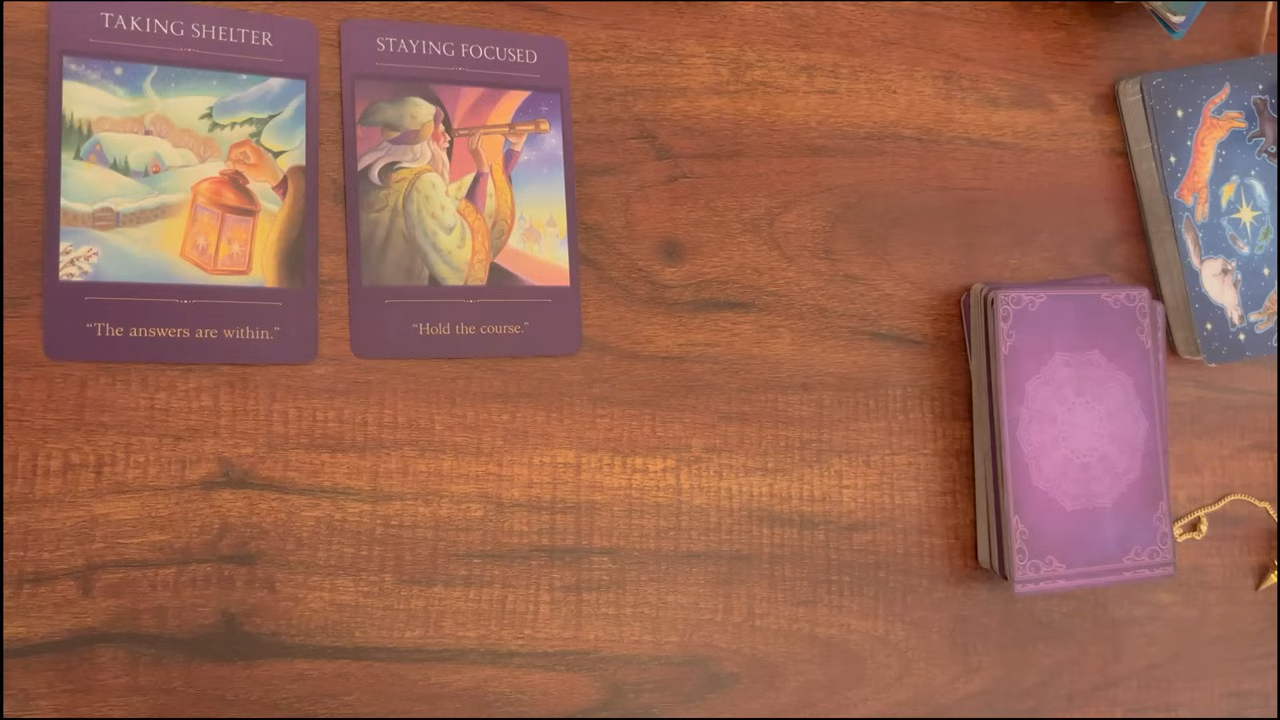 TAKING SHELTER
"The answers are within."
STAYING FOCUSED
"Hold the course."